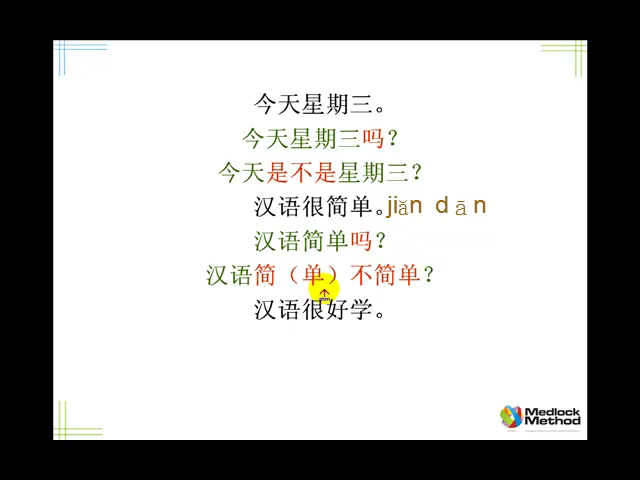 Medlock
Method
今天星期三。
今天星期三吗？
今天是不是星期三？
汉语很简单。jiǎn dān
汉语简单吗？
汉语简（单）不简单？
汉语很好学。
Medlock
Method